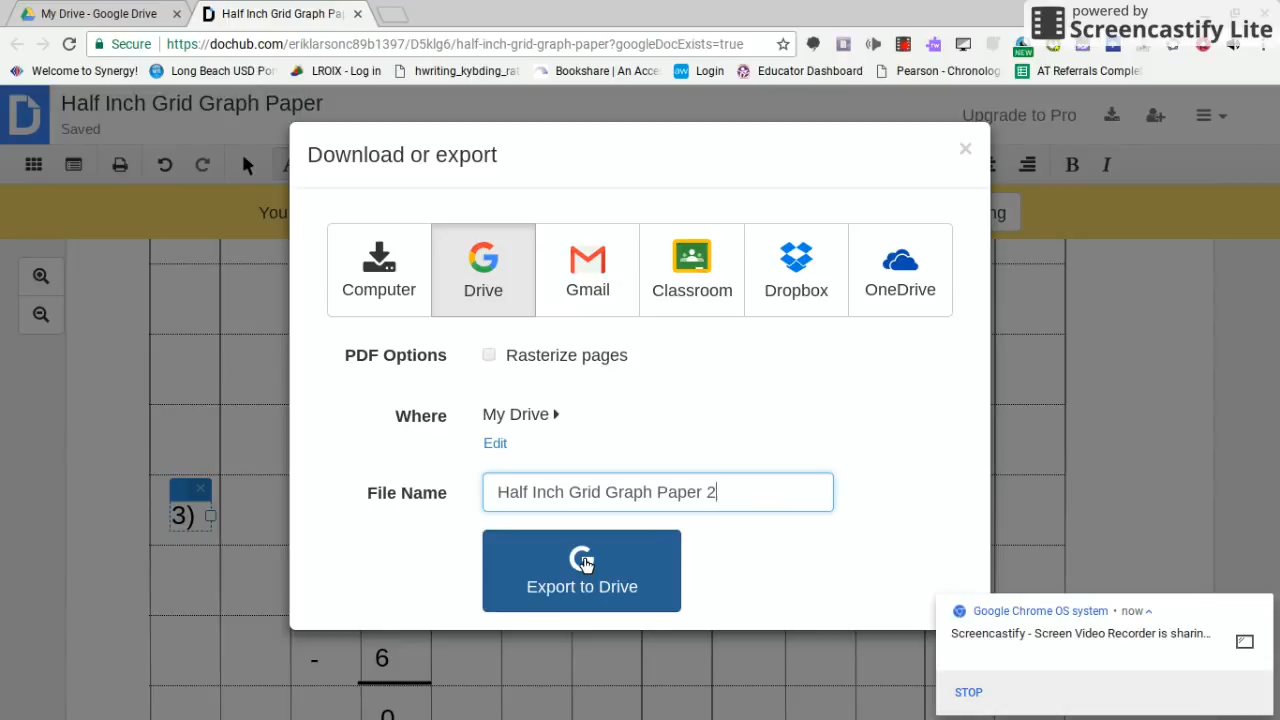 My Drive - Google Drive
Half Inch Grid Graph Pa
powered by
Screencastify Lite
Secure
https://dochub.com/
/half-inch-grid-graph-paper?googleDocExists=true
NEW
Welcome to Synergy!
Long Beach USD Por
LROIX - Log in
Bookshare | An Acce
aw
Login
Educator Dashboard
Pearson - Chronolog
AT Referrals Comple
Half Inch Grid Graph Paper
Saved
Upgrade to Pro
Download or export
B I
You
ng
Computer
Drive
Gmail
Classroom
Dropbox
OneDrive
PDF Options
Rasterize pages
Where
My Drive
Edit
File Name
Half Inch Grid Graph Paper 2
3)
Export to Drive
Google Chrome OS system • now
Screencastify - Screen Video Recorder is sharin...
STOP
- 6
0